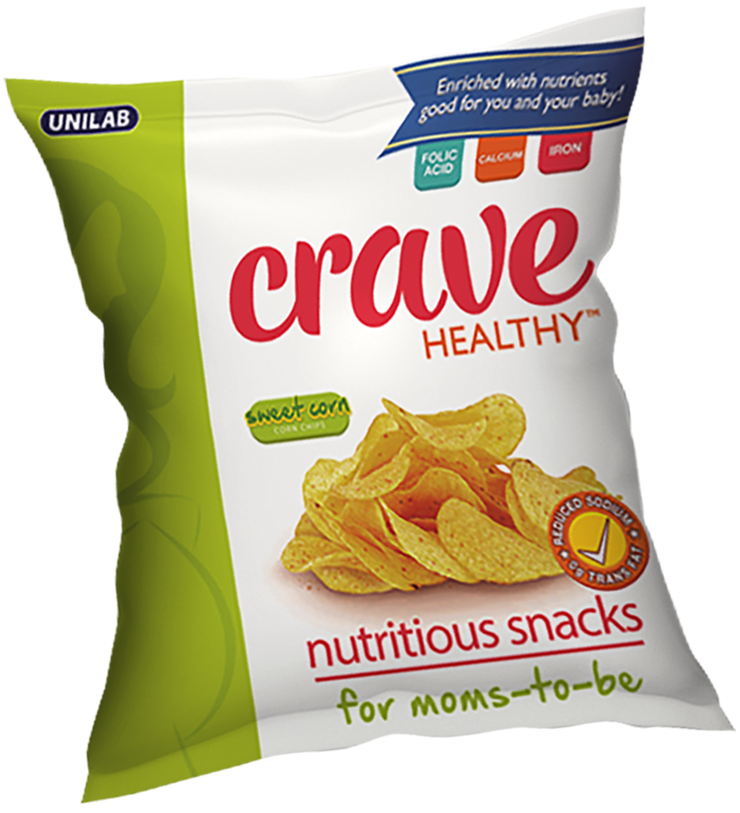 UNILAB
Enriched with nutrients
good for you and your baby!
FOLIC
ACID
CALCIUM
IRON
crave
HEALTHY™
sweet corn
CORN CHIPS
REDUCED SODIUM
0g TRANS FAT
nutritious snacks
for moms-to-be